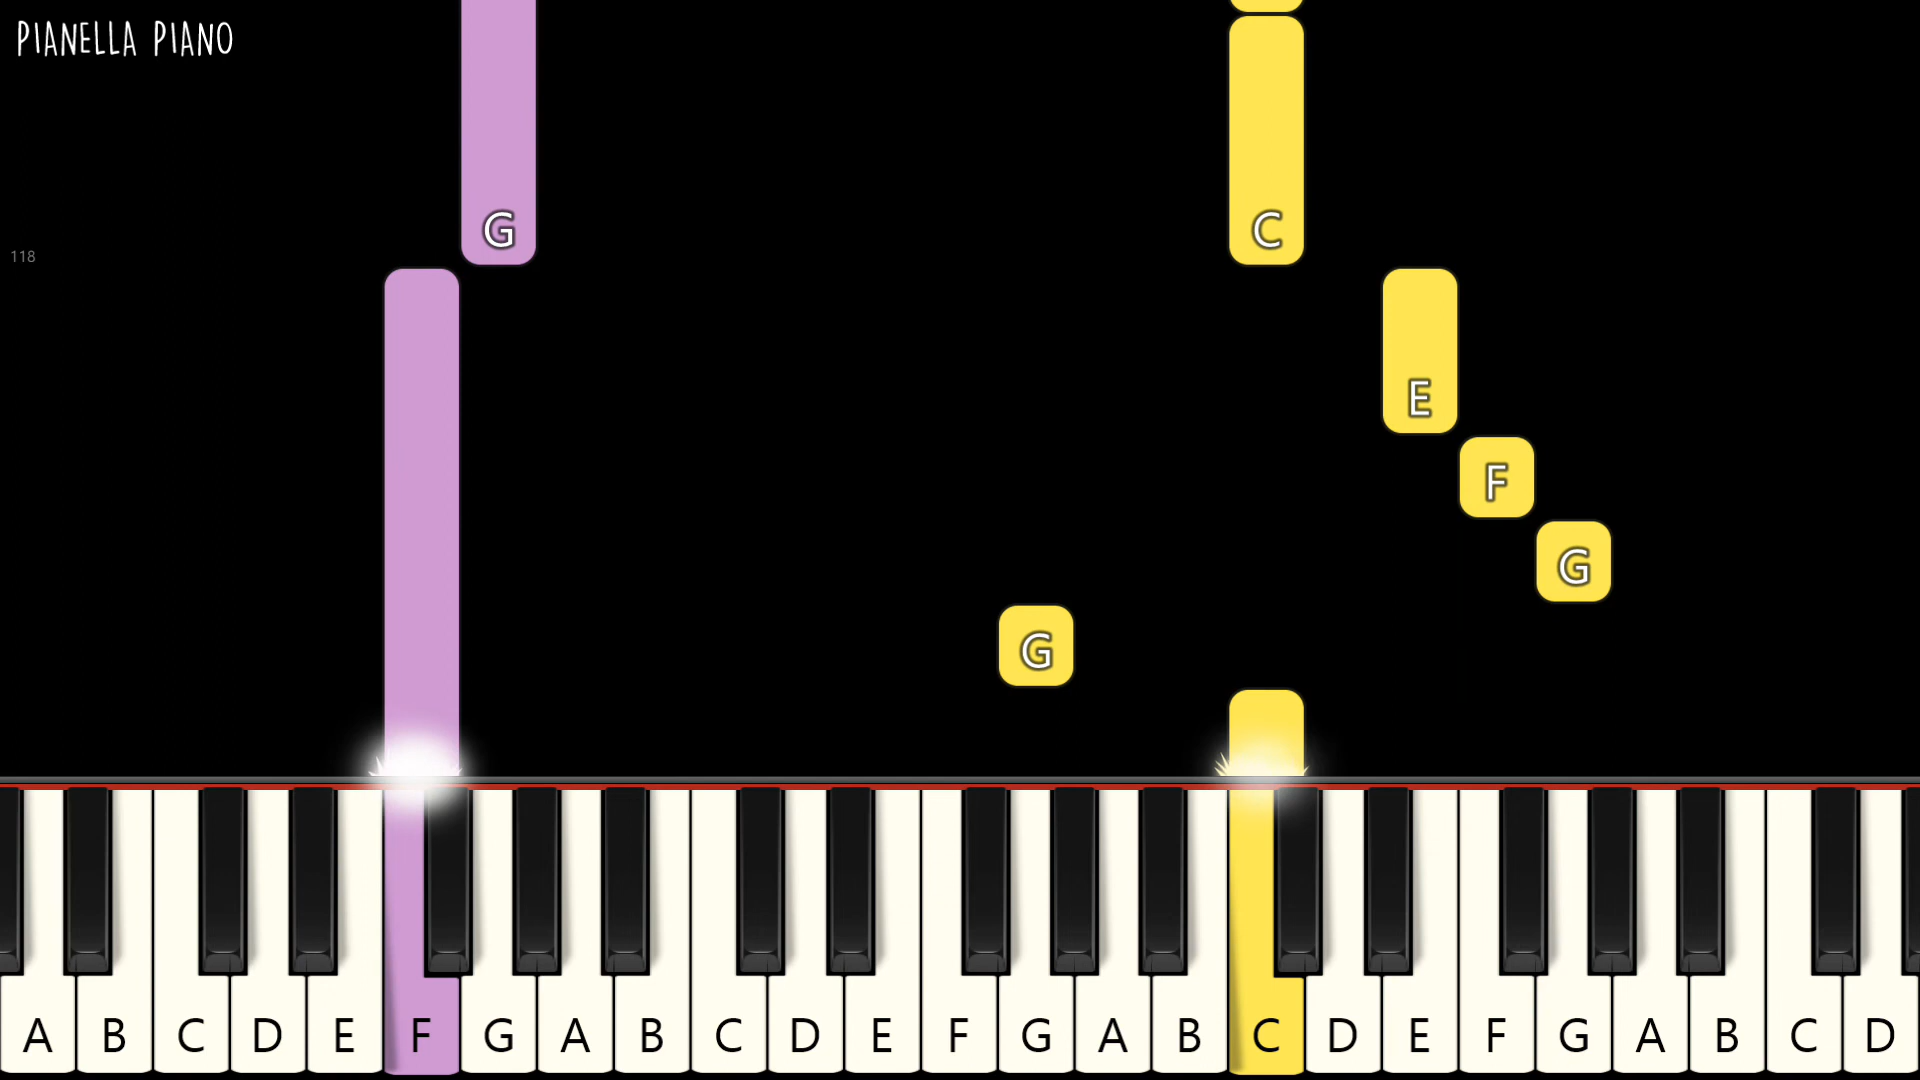 PIANELLA PIANO
G
C
118
E
F
G
G
A B C D E F G A B C D E F G A B C D E F G A B C D